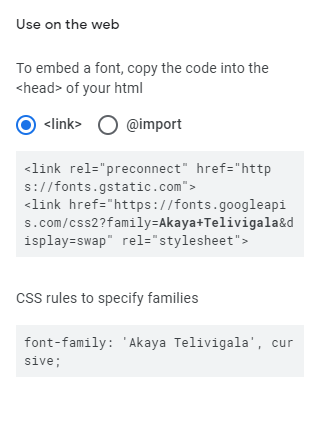 Use on the web
To embed a font, copy the code into the
<head> of your html
<link> @import
<link rel="preconnect" href="http
s://fonts.gstatic.com">
<link href="https://fonts.googleapi
s.com/css2?family=Akaya+Telivigala&d
isplay=swap" rel="stylesheet">
CSS rules to specify families
font-family: 'Akaya Telivigala', cur
sive;